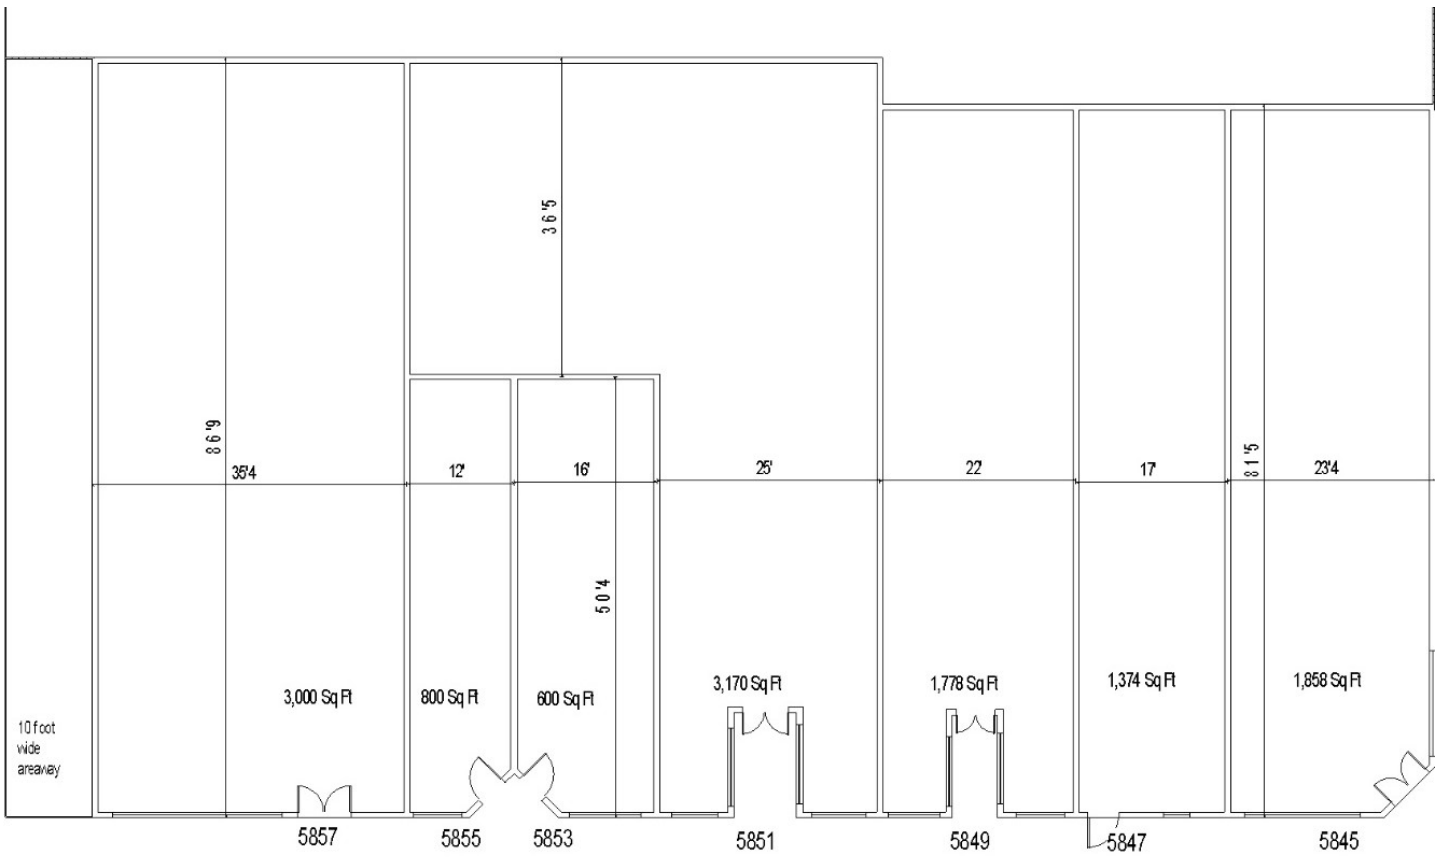 36'5
86'9
35'4
12'
16'
25'
22'
17'
81'5
23'4
50'4
3,000 Sq Ft
800 Sq Ft
600 Sq Ft
3,170 Sq Ft
1,778 Sq Ft
1,374 Sq Ft
1,858 Sq Ft
10 foot
wide
areaway
5857
5855
5853
5851
5849
5847
5845